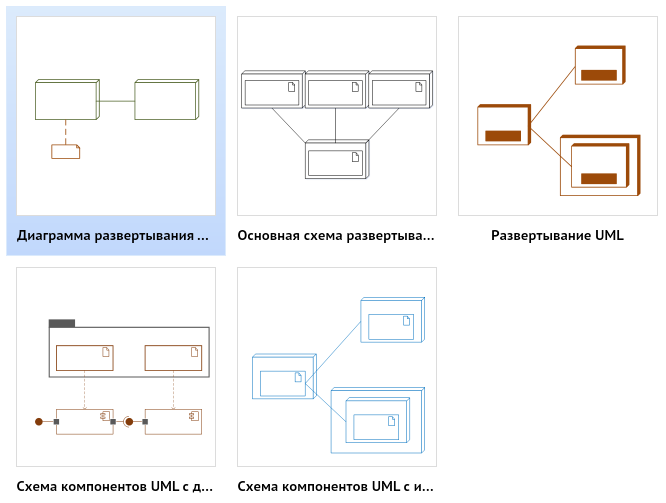 Диаграмма развертывания ...
Основная схема развертыва...
Развертывание UML
Схема компонентов UML с д...
Схема компонентов UML с и...